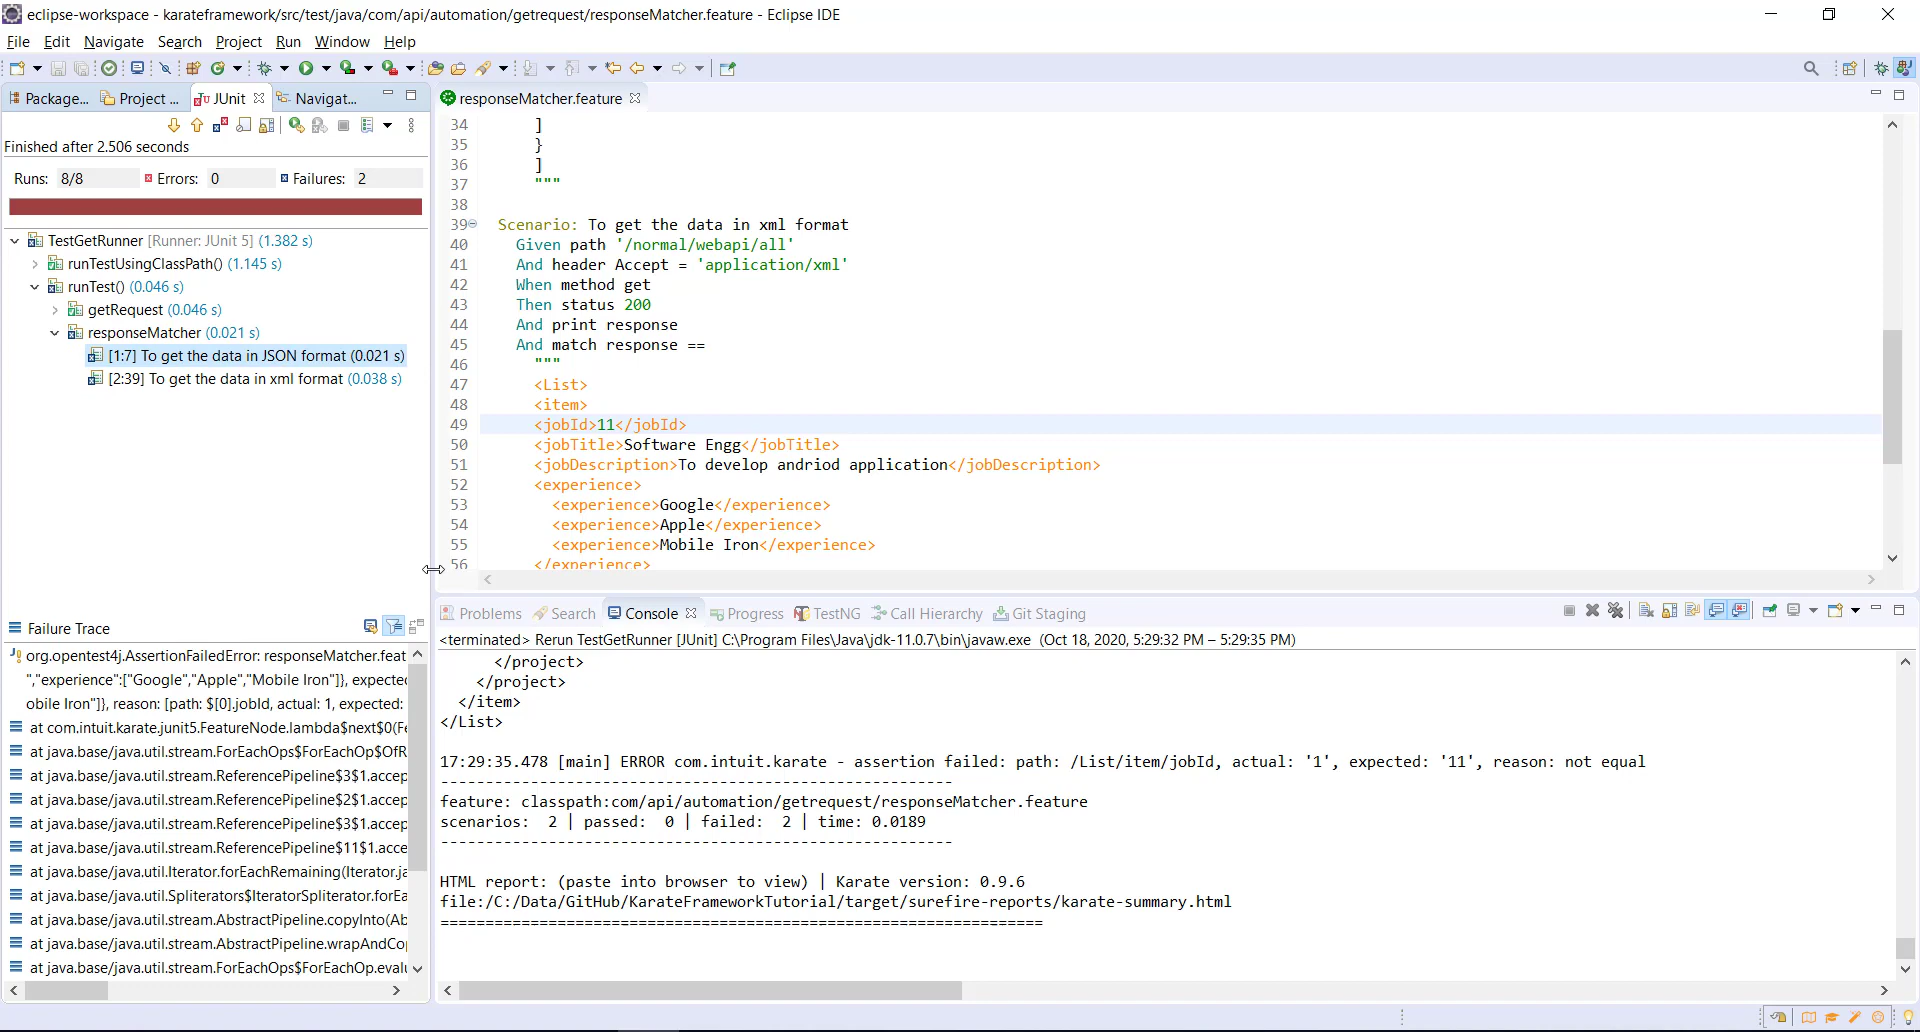 eclipse-workspace - karateframework/src/test/java/com/api/automation/getrequest/responseMatcher.feature - Eclipse IDE
File Edit Navigate Search Project Run Window Help
Package... Project ... JUnit Navigat...
responseMatcher.feature
Finished after 2.506 seconds
Runs: 8/8 Errors: 0 Failures: 2
TestGetRunner [Runner: JUnit 5] (1.382 s)
runTestUsingClassPath() (1.145 s)
runTest() (0.046 s)
getRequest (0.046 s)
responseMatcher (0.021 s)
[1:7] To get the data in JSON format (0.021 s)
[2:39] To get the data in xml format (0.038 s)
34 ]
35 }
36 ]
37 """
38
39 Scenario: To get the data in xml format
40 Given path '/normal/webapi/all'
41 And header Accept = 'application/xml'
42 When method get
43 Then status 200
44 And print response
45 And match response ==
46 """
47 <List>
48 <item>
49 <jobId>11</jobId>
50 <jobTitle>Software Engg</jobTitle>
51 <jobDescription>To develop andriod application</jobDescription>
52 <experience>
53 <experience>Google</experience>
54 <experience>Apple</experience>
55 <experience>Mobile Iron</experience>
56 </experience>
Failure Trace
org.opentest4j.AssertionFailedError: responseMatcher.feat
","experience":["Google","Apple","Mobile Iron"]}, expected
obile Iron"]}, reason: [path: $[0].jobId, actual: 1, expected:
at com.intuit.karate.junit5.FeatureNode.lambda$next$0(Fe
at java.base/java.util.stream.ForEachOps$ForEachOp$OfR
at java.base/java.util.stream.ReferencePipeline$3$1.accep
at java.base/java.util.stream.ReferencePipeline$2$1.accep
at java.base/java.util.stream.ReferencePipeline$3$1.accep
at java.base/java.util.stream.ReferencePipeline$11$1.acce
at java.base/java.util.Iterator.forEachRemaining(Iterator.ja
at java.base/java.util.Spliterators$IteratorSpliterator.forEa
at java.base/java.util.stream.AbstractPipeline.copyInto(Ab
at java.base/java.util.stream.AbstractPipeline.wrapAndCo
at java.base/java.util.stream.ForEachOps$ForEachOp.evalu
Problems Search Console Progress TestNG Call Hierarchy Git Staging
<terminated> Rerun TestGetRunner [JUnit] C:\Program Files\Java\jdk-11.0.7\bin\javaw.exe (Oct 18, 2020, 5:29:32 PM – 5:29:35 PM)
</project>
</project>
</item>
</List>
17:29:35.478 [main] ERROR com.intuit.karate - assertion failed: path: /List/item/jobId, actual: '1', expected: '11', reason: not equal
---------------------------------------------------------
feature: classpath:com/api/automation/getrequest/responseMatcher.feature
scenarios: 2 | passed: 0 | failed: 2 | time: 0.0189
---------------------------------------------------------
HTML report: (paste into browser to view) | Karate version: 0.9.6
file:/C:/Data/GitHub/KarateFrameworkTutorial/target/surefire-reports/karate-summary.html
===================================================================